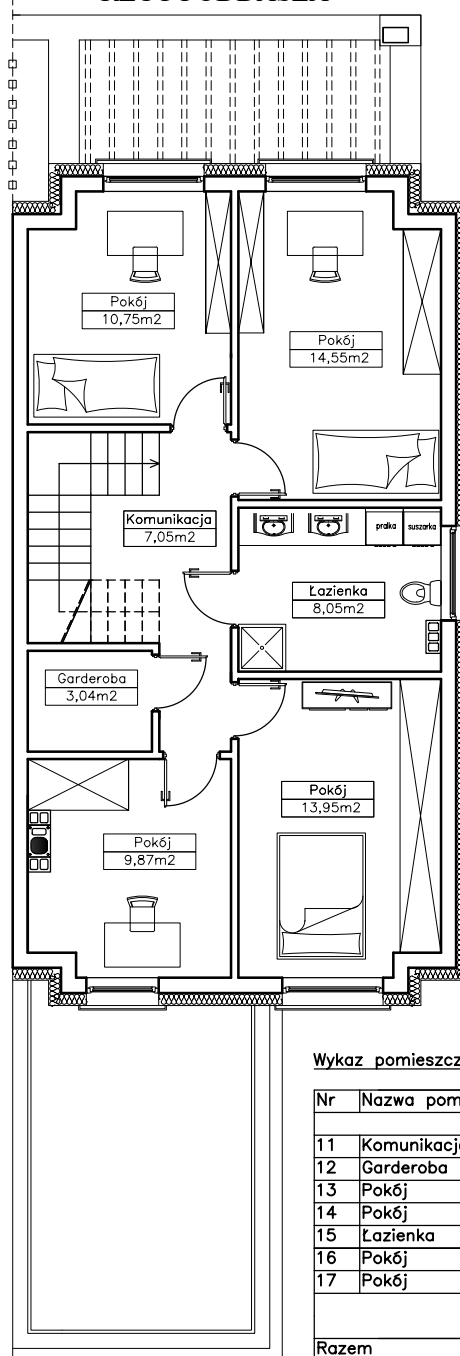 Pokój
10,75m2
Pokój
14,55m2
Komunikacja
7,05m2
pralka
suszarka
Łazienka
8,05m2
Garderoba
3,04m2
Pokój
13,95m2
Pokój
9,87m2
Wykaz pomieszcz
Nr Nazwa pom
11 Komunikacja
12 Garderoba
13 Pokój
14 Pokój
15 Łazienka
16 Pokój
17 Pokój
Razem